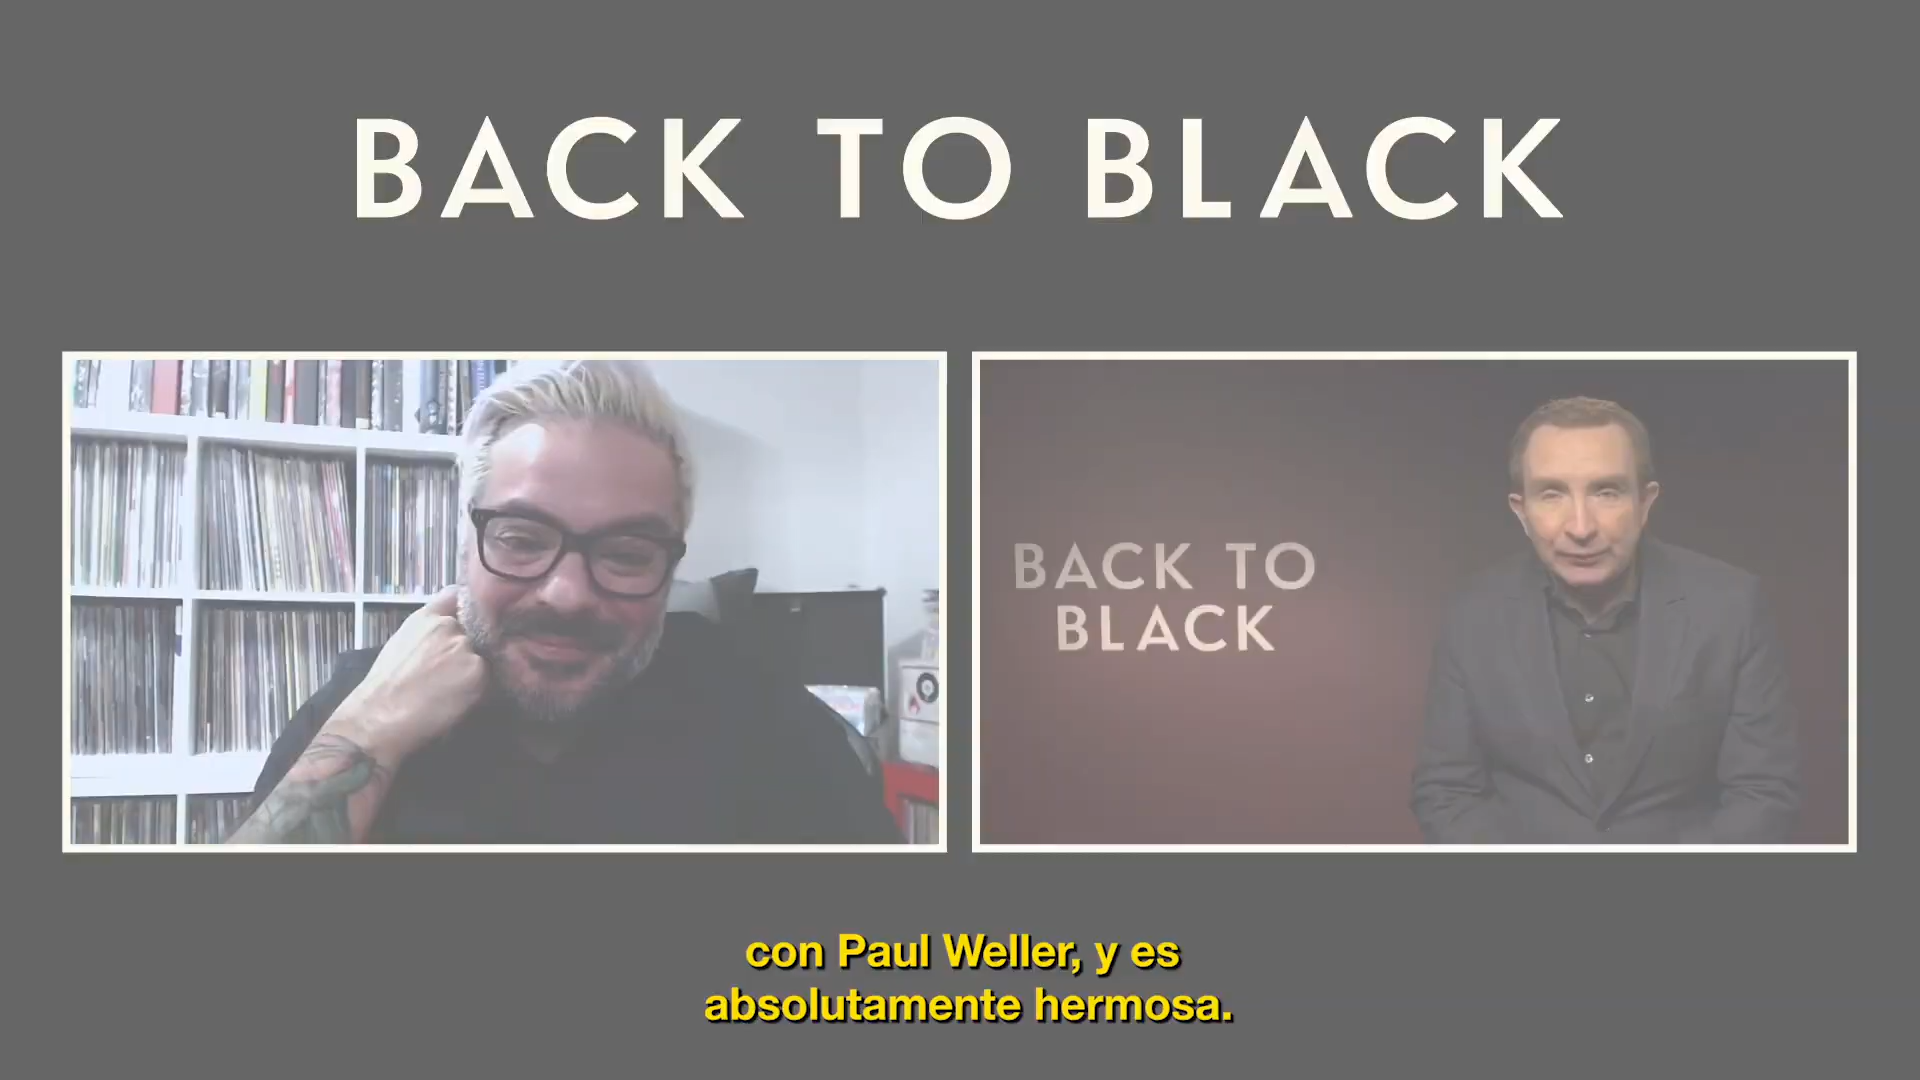 BACK TO BLACK
BACK TO
BLACK
con Paul Weller, y es
absolutamente hermosa.